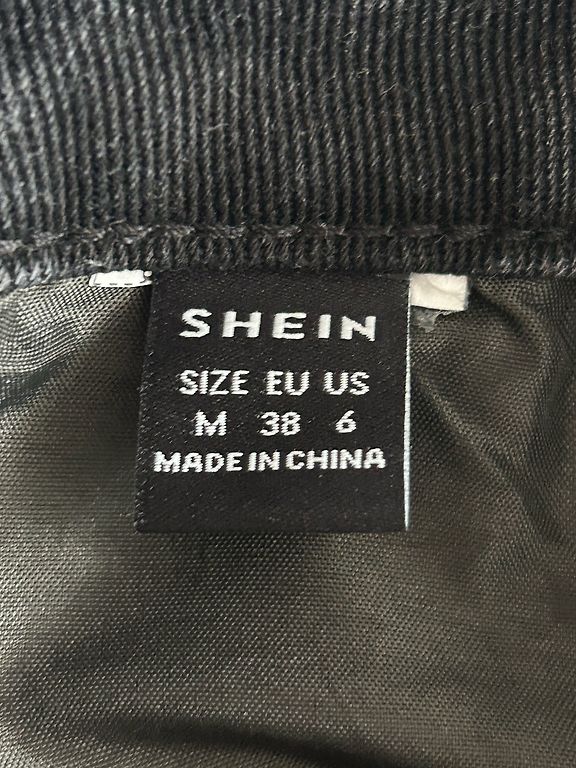 SHEIN
SIZE EU US
M 38 6
MADE IN CHINA